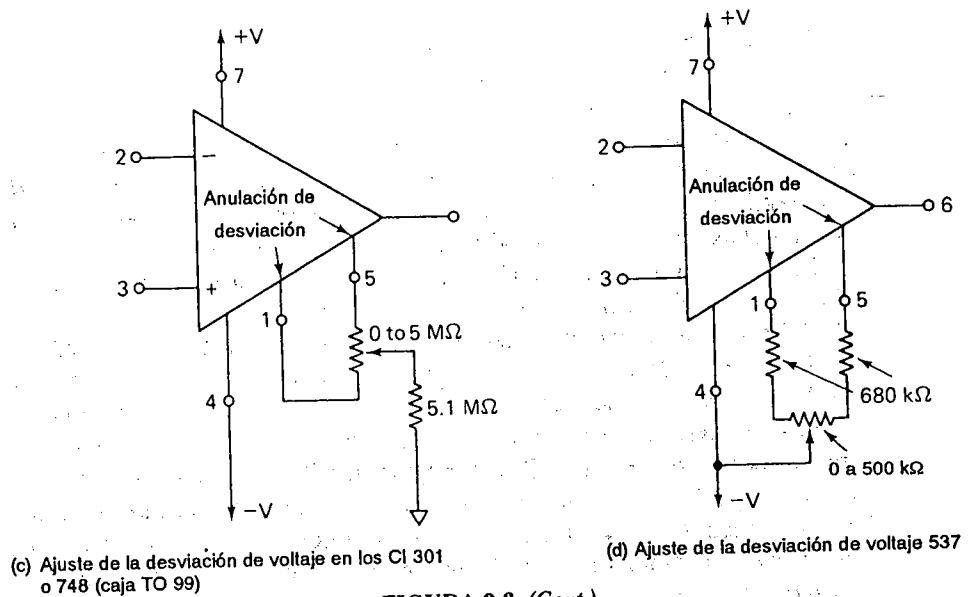 +V
7
2
−
Anulación de
desviación
3
+
1
5
0 to 5 MΩ
4
5.1 MΩ
−V
(c) Ajuste de la desviación de voltaje en los CI 301
o 748 (caja TO 99)
+V
7
2
Anulación de
desviación
6
3
1
5
4
680 kΩ
0 a 500 kΩ
−V
(d) Ajuste de la desviación de voltaje 537
(Cont.)